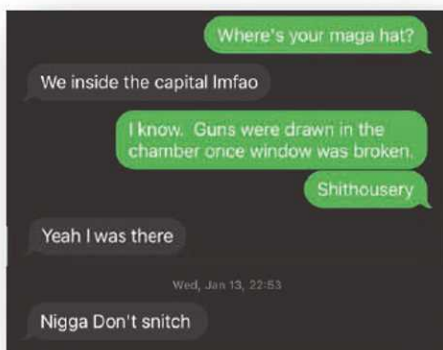 Where's your maga hat?
We inside the capital lmfao
I know. Guns were drawn in the
chamber once window was broken.
Shithousery
Yeah I was there
Wed, Jan 13, 22:53
Nigga Don't snitch